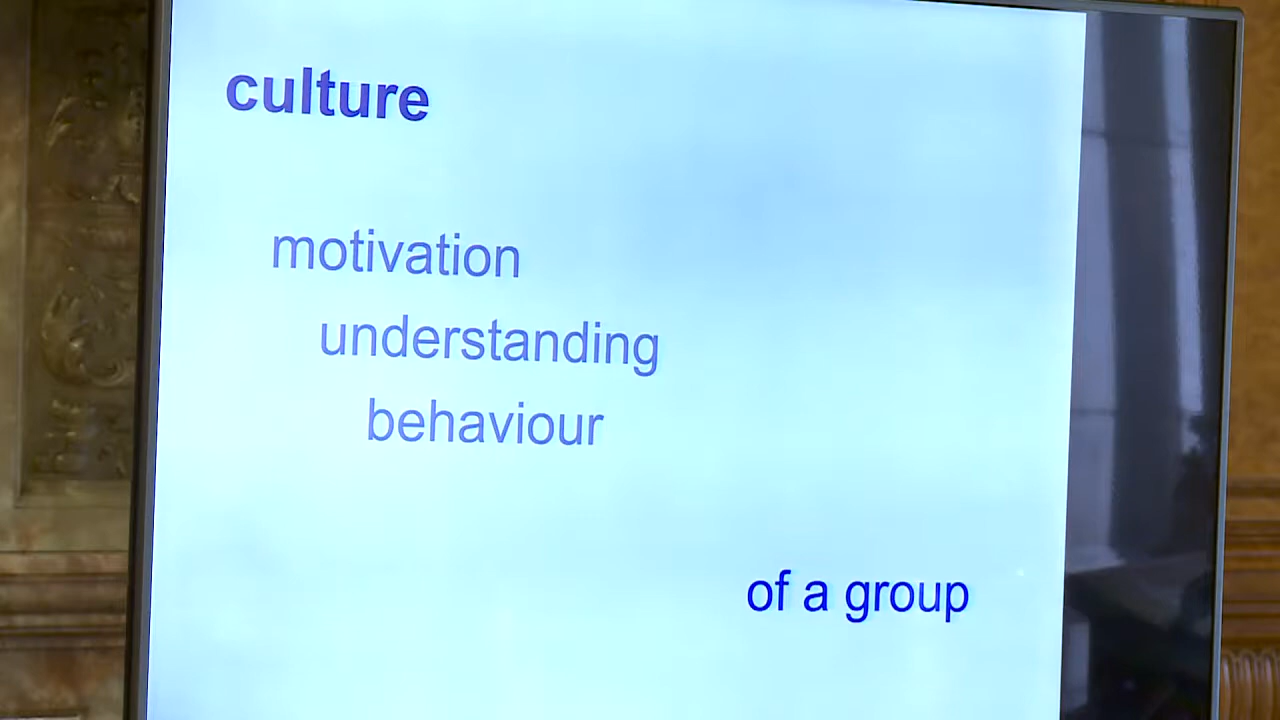 culture
motivation
understanding
behaviour
of a group